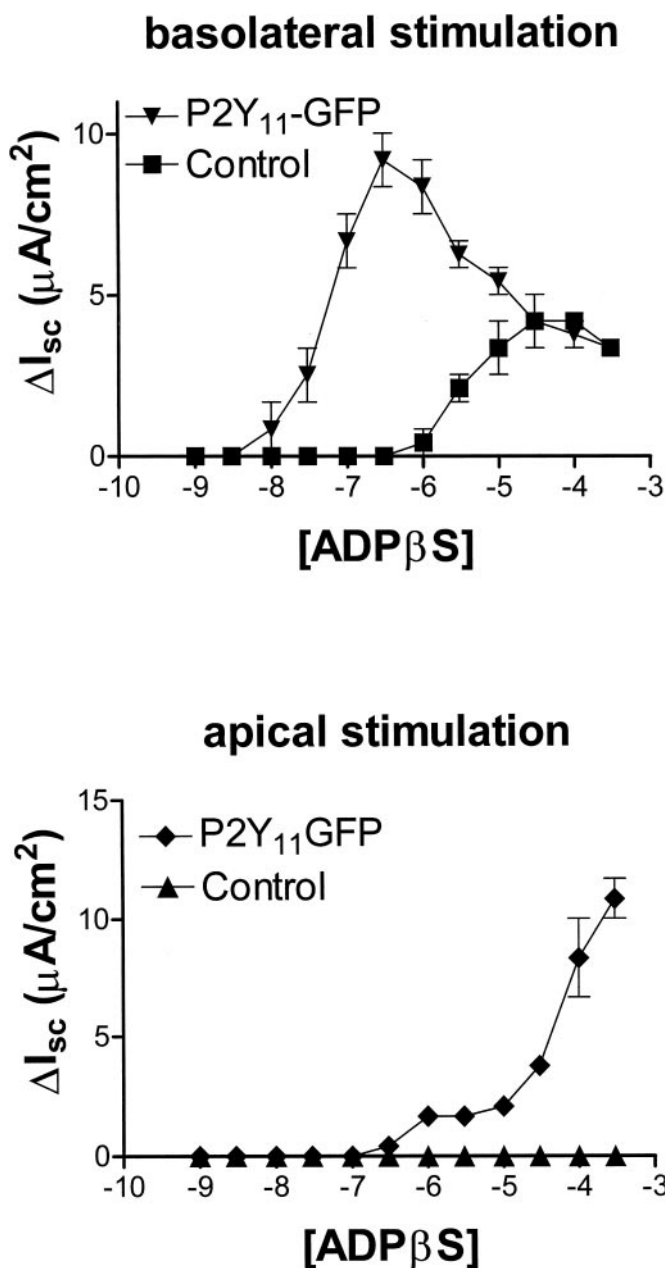 basolateral stimulation
P2Y₁₁-GFP
Control
10
5
0
ΔIsc (μA/cm²)
-10 -9 -8 -7 -6 -5 -4 -3
[ADPβS]
apical stimulation
15
P2Y₁₁GFP
Control
10
5
0
ΔIsc (μA/cm²)
-10 -9 -8 -7 -6 -5 -4 -3
[ADPβS]